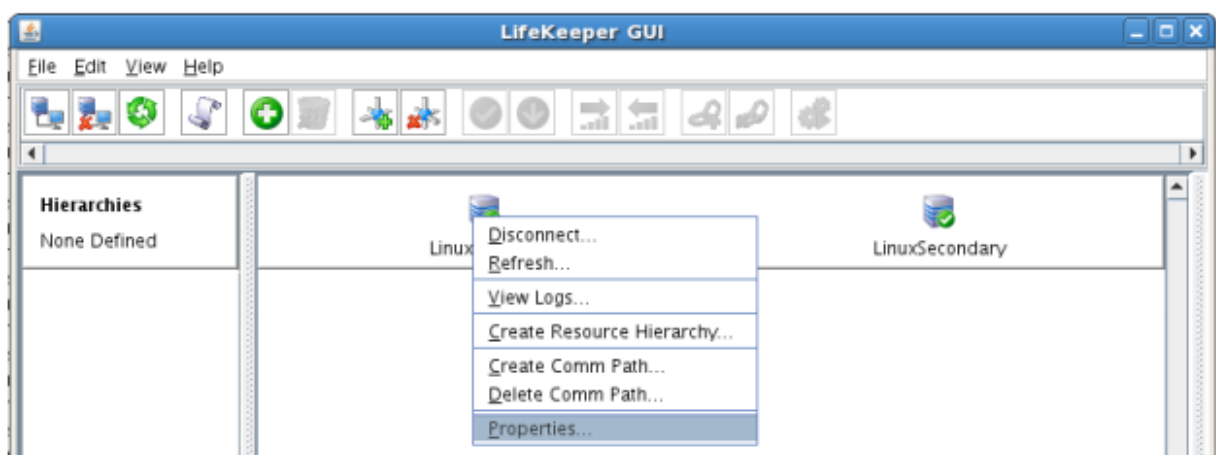 LifeKeeper GUI
File Edit View Help
Hierarchies
None Defined
Linux
LinuxSecondary
Disconnect...
Refresh...
View Logs...
Create Resource Hierarchy...
Create Comm Path...
Delete Comm Path...
Properties...